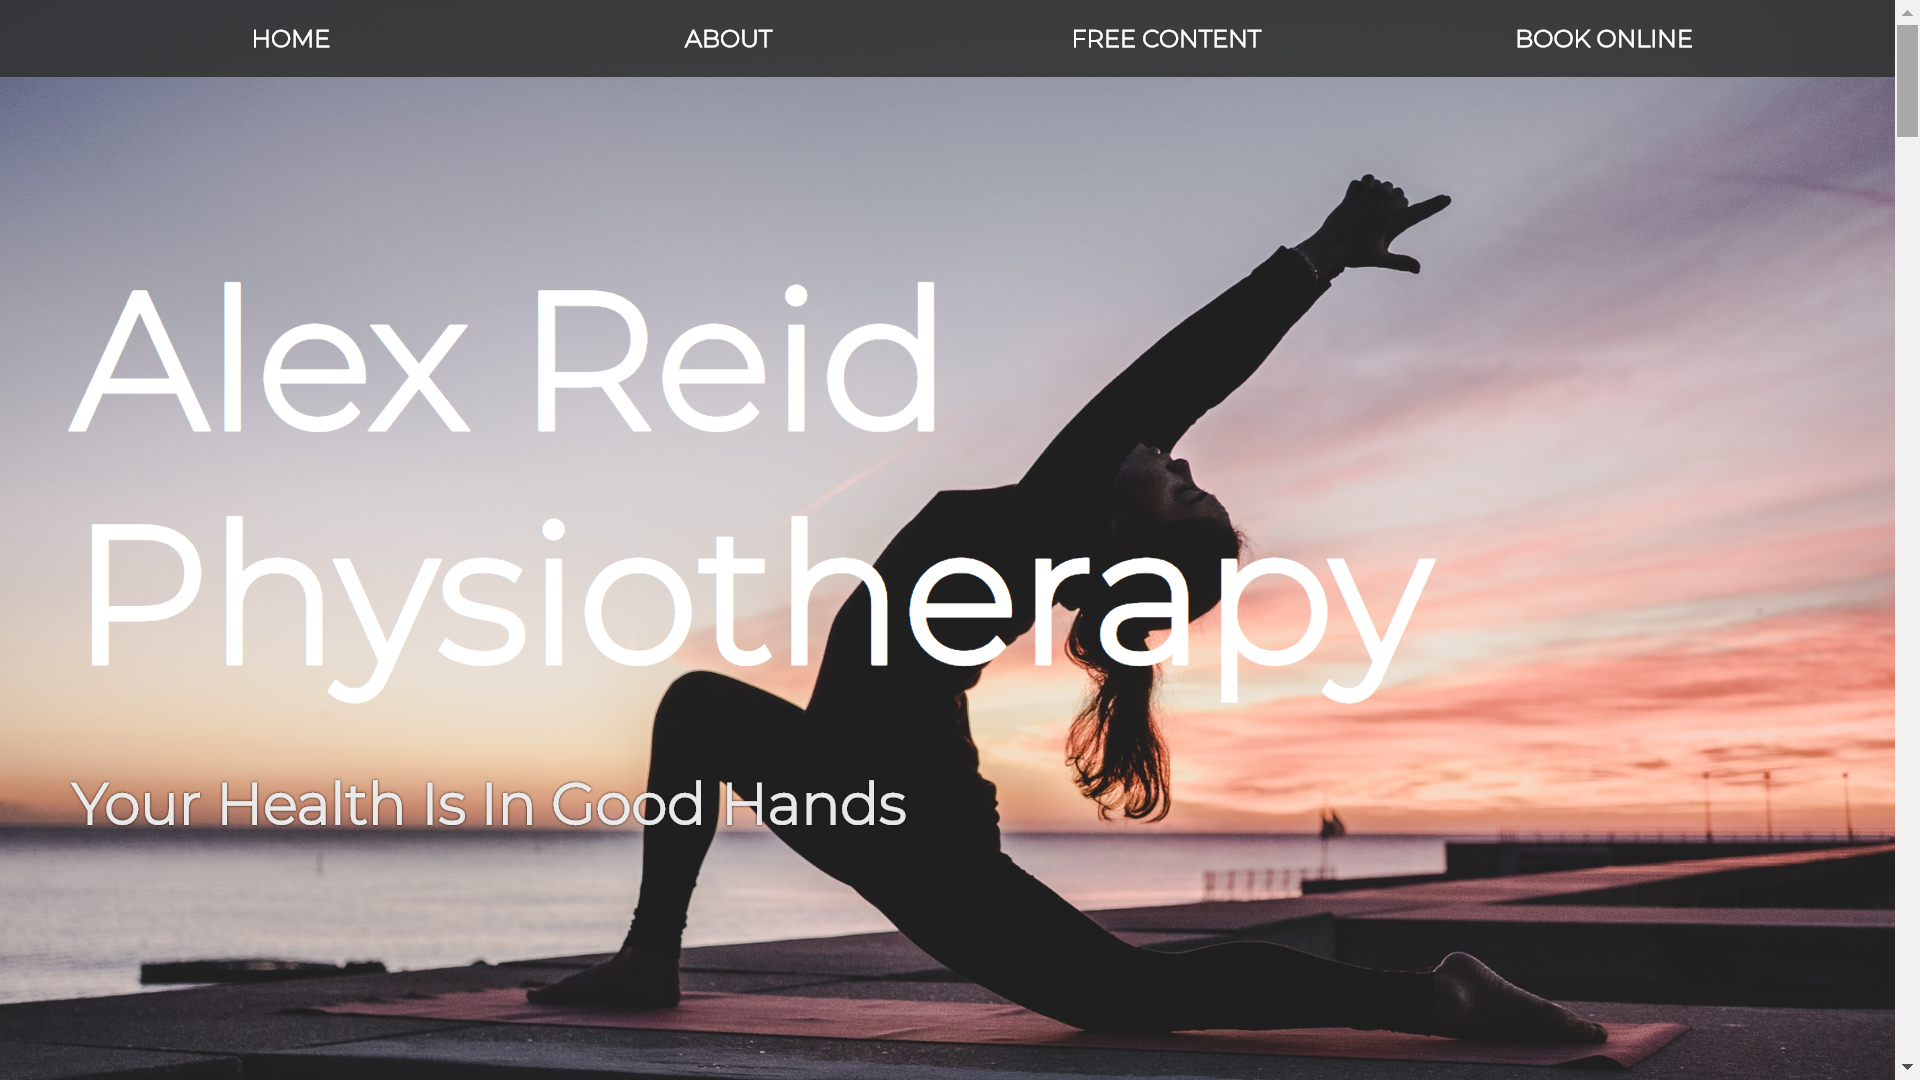 HOME
ABOUT
FREE CONTENT
BOOK ONLINE
Alex Reid
Physiotherapy
Your Health Is In Good Hands